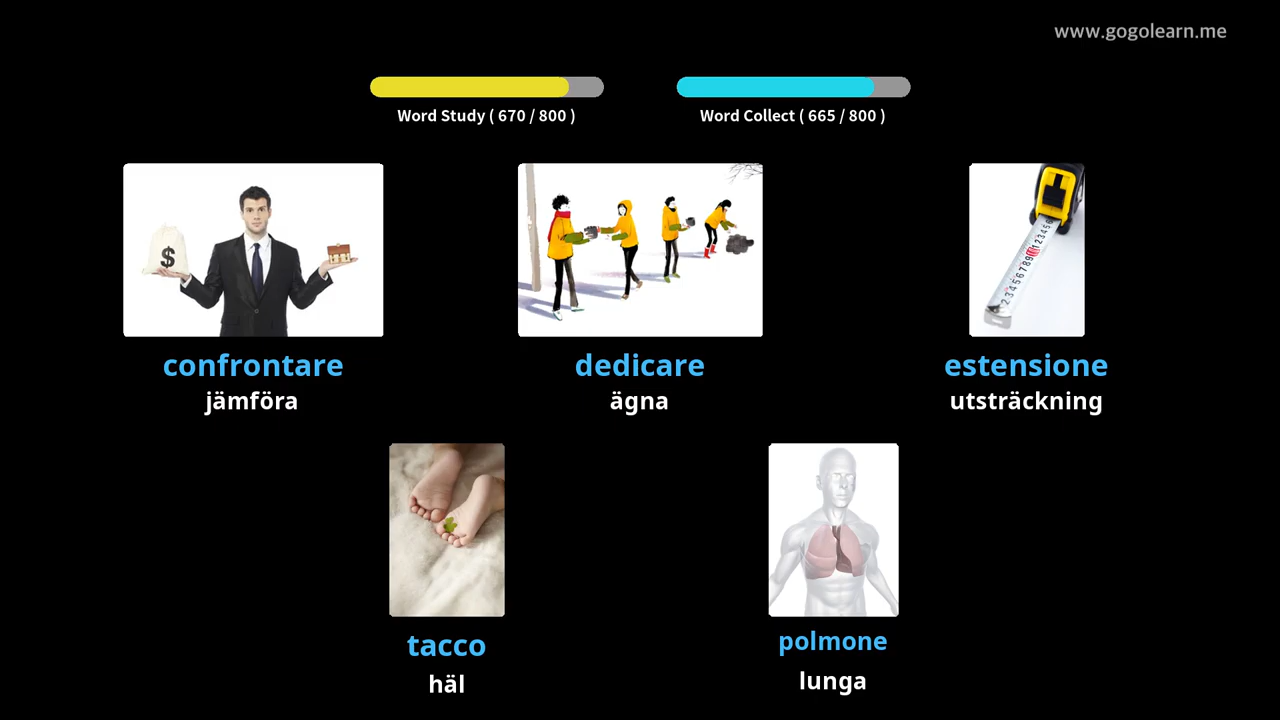 www.gogolearn.me
Word Study ( 670 / 800 )
Word Collect ( 665 / 800 )
$
confrontare
jämföra
dedicare
ägna
estensione
utsträckning
tacco
häl
polmone
lunga